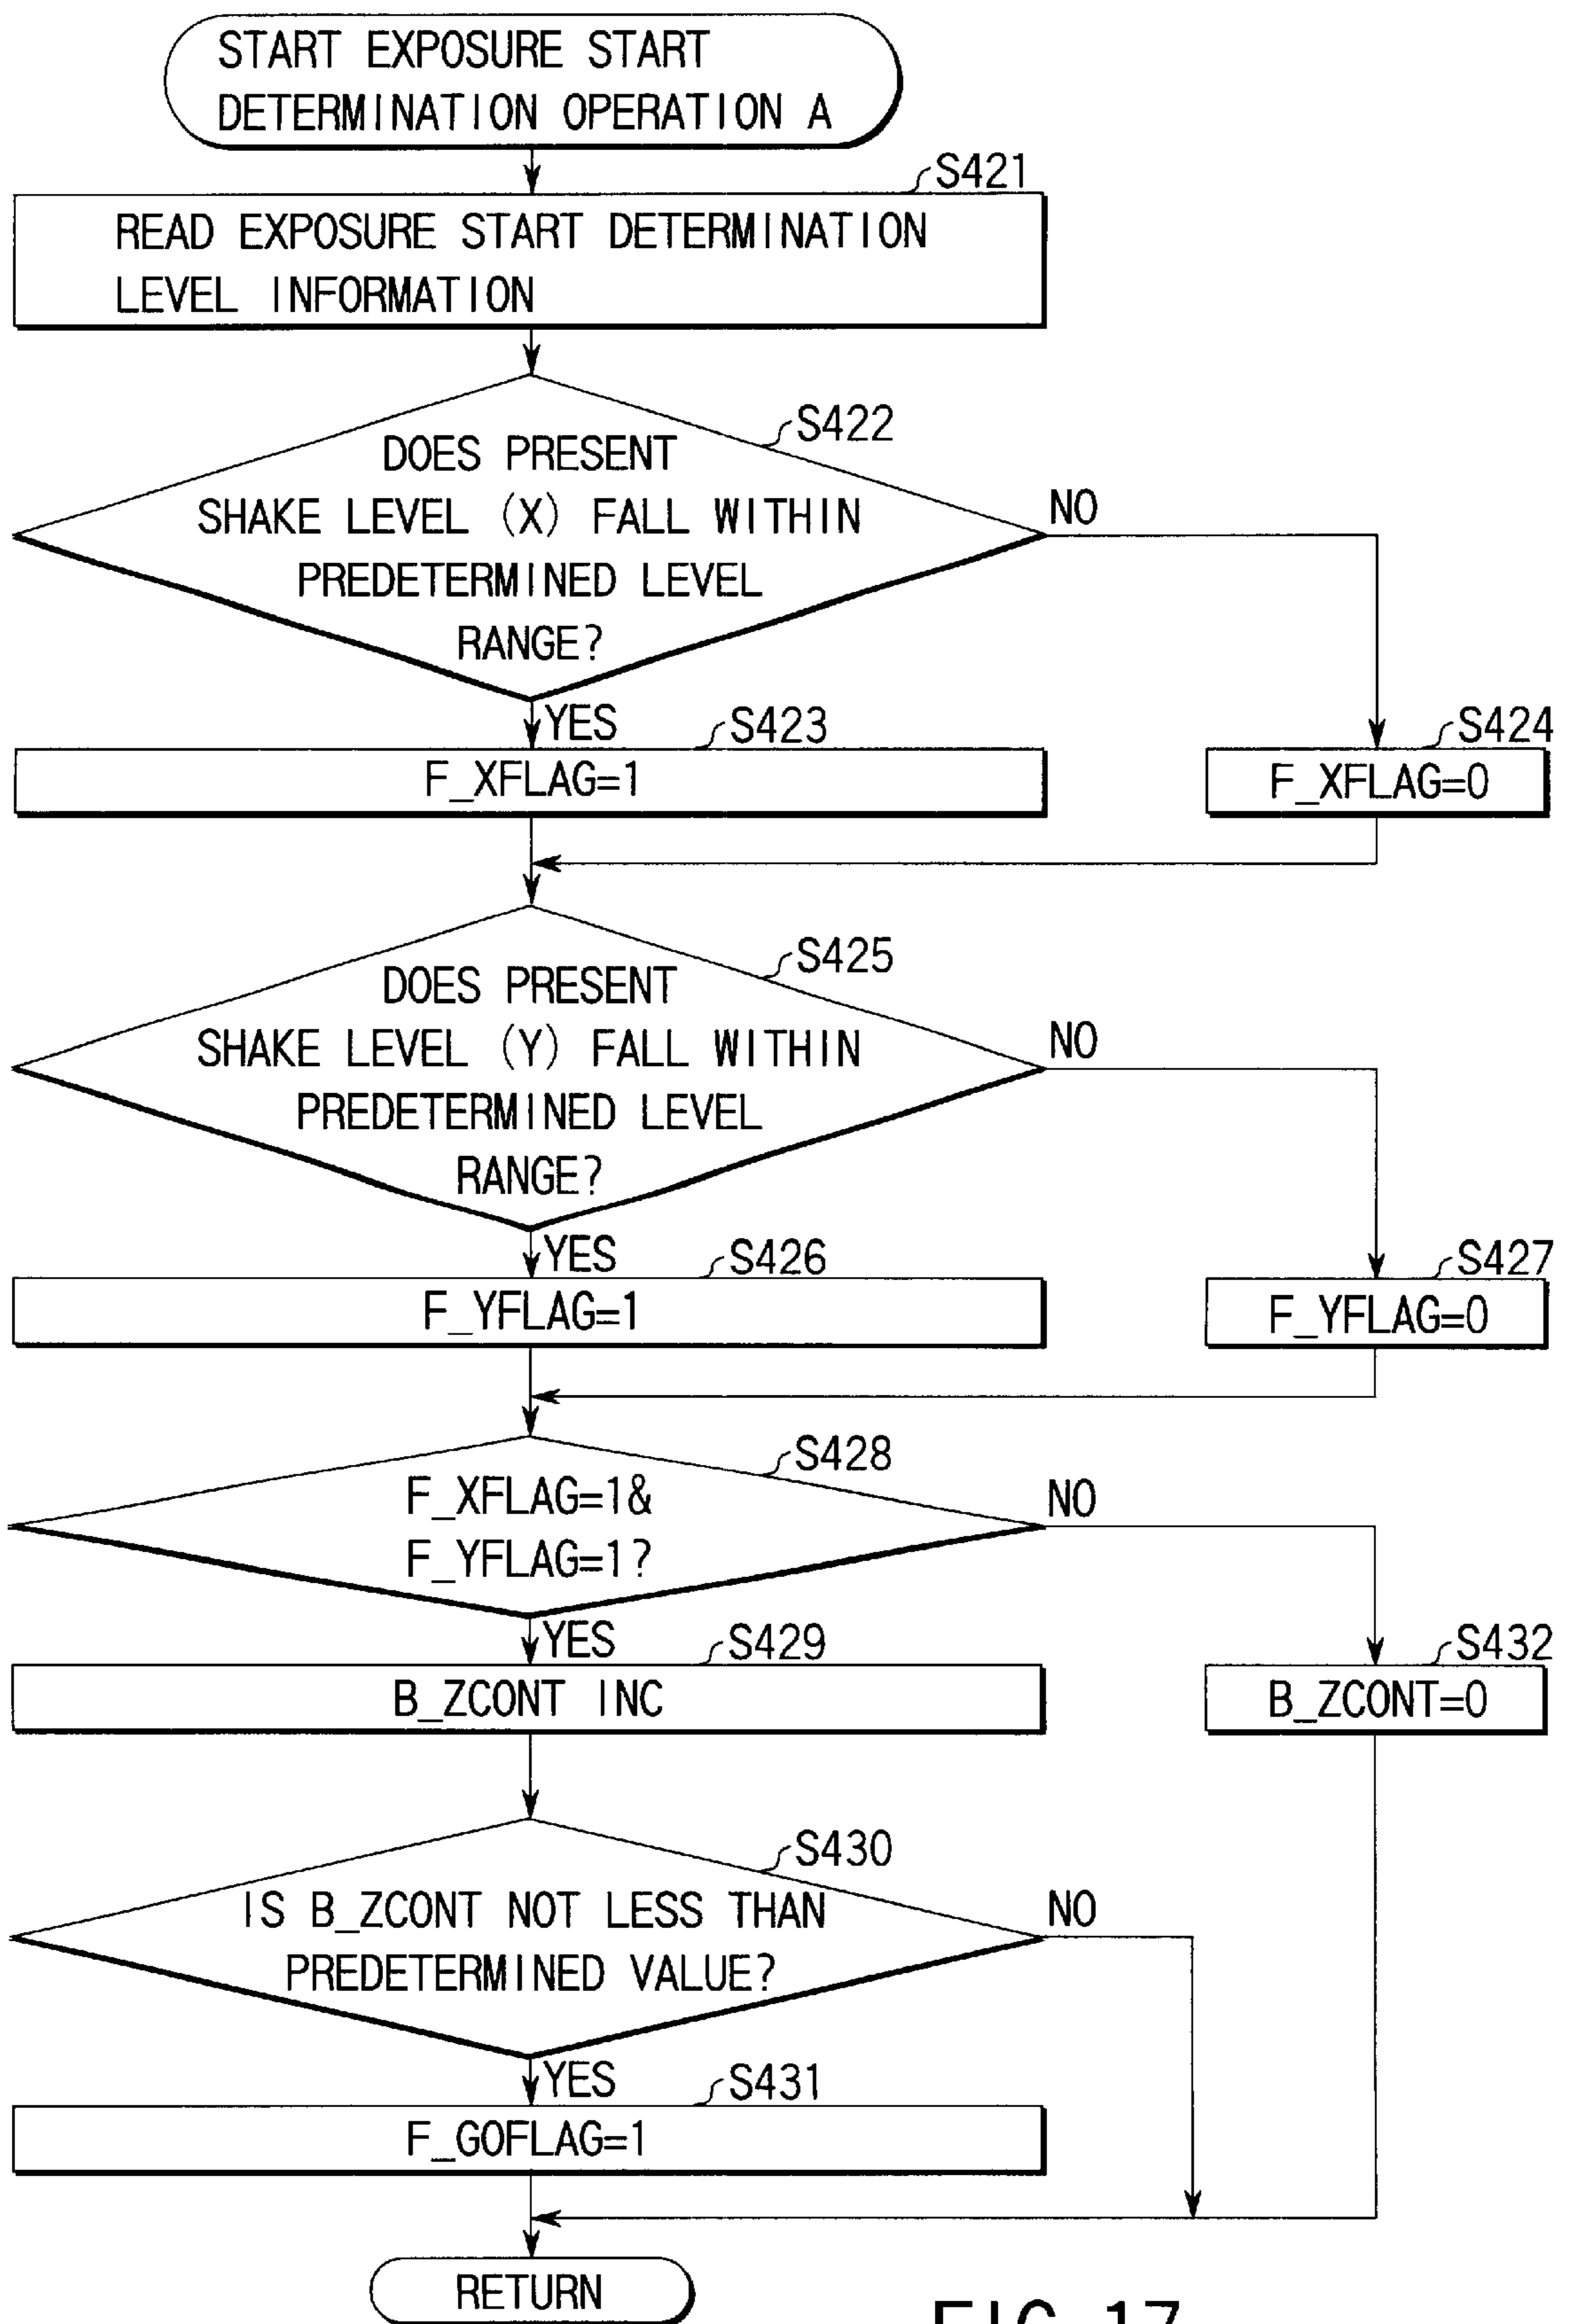 START EXPOSURE START
DETERMINATION OPERATION A
S421
READ EXPOSURE START DETERMINATION
LEVEL INFORMATION
S422
DOES PRESENT
SHAKE LEVEL (X) FALL WITHIN
PREDETERMINED LEVEL
RANGE?
NO
YES
S423
F_XFLAG=1
S424
F_XFLAG=0
S425
DOES PRESENT
SHAKE LEVEL (Y) FALL WITHIN
PREDETERMINED LEVEL
RANGE?
NO
YES
S426
F_YFLAG=1
S427
F_YFLAG=0
S428
F_XFLAG=1&
F_YFLAG=1?
NO
YES
S429
B_ZCONT INC
S432
B_ZCONT=0
S430
IS B_ZCONT NOT LESS THAN
PREDETERMINED VALUE?
NO
YES
S431
F_GOFLAG=1
RETURN
FIG. 17